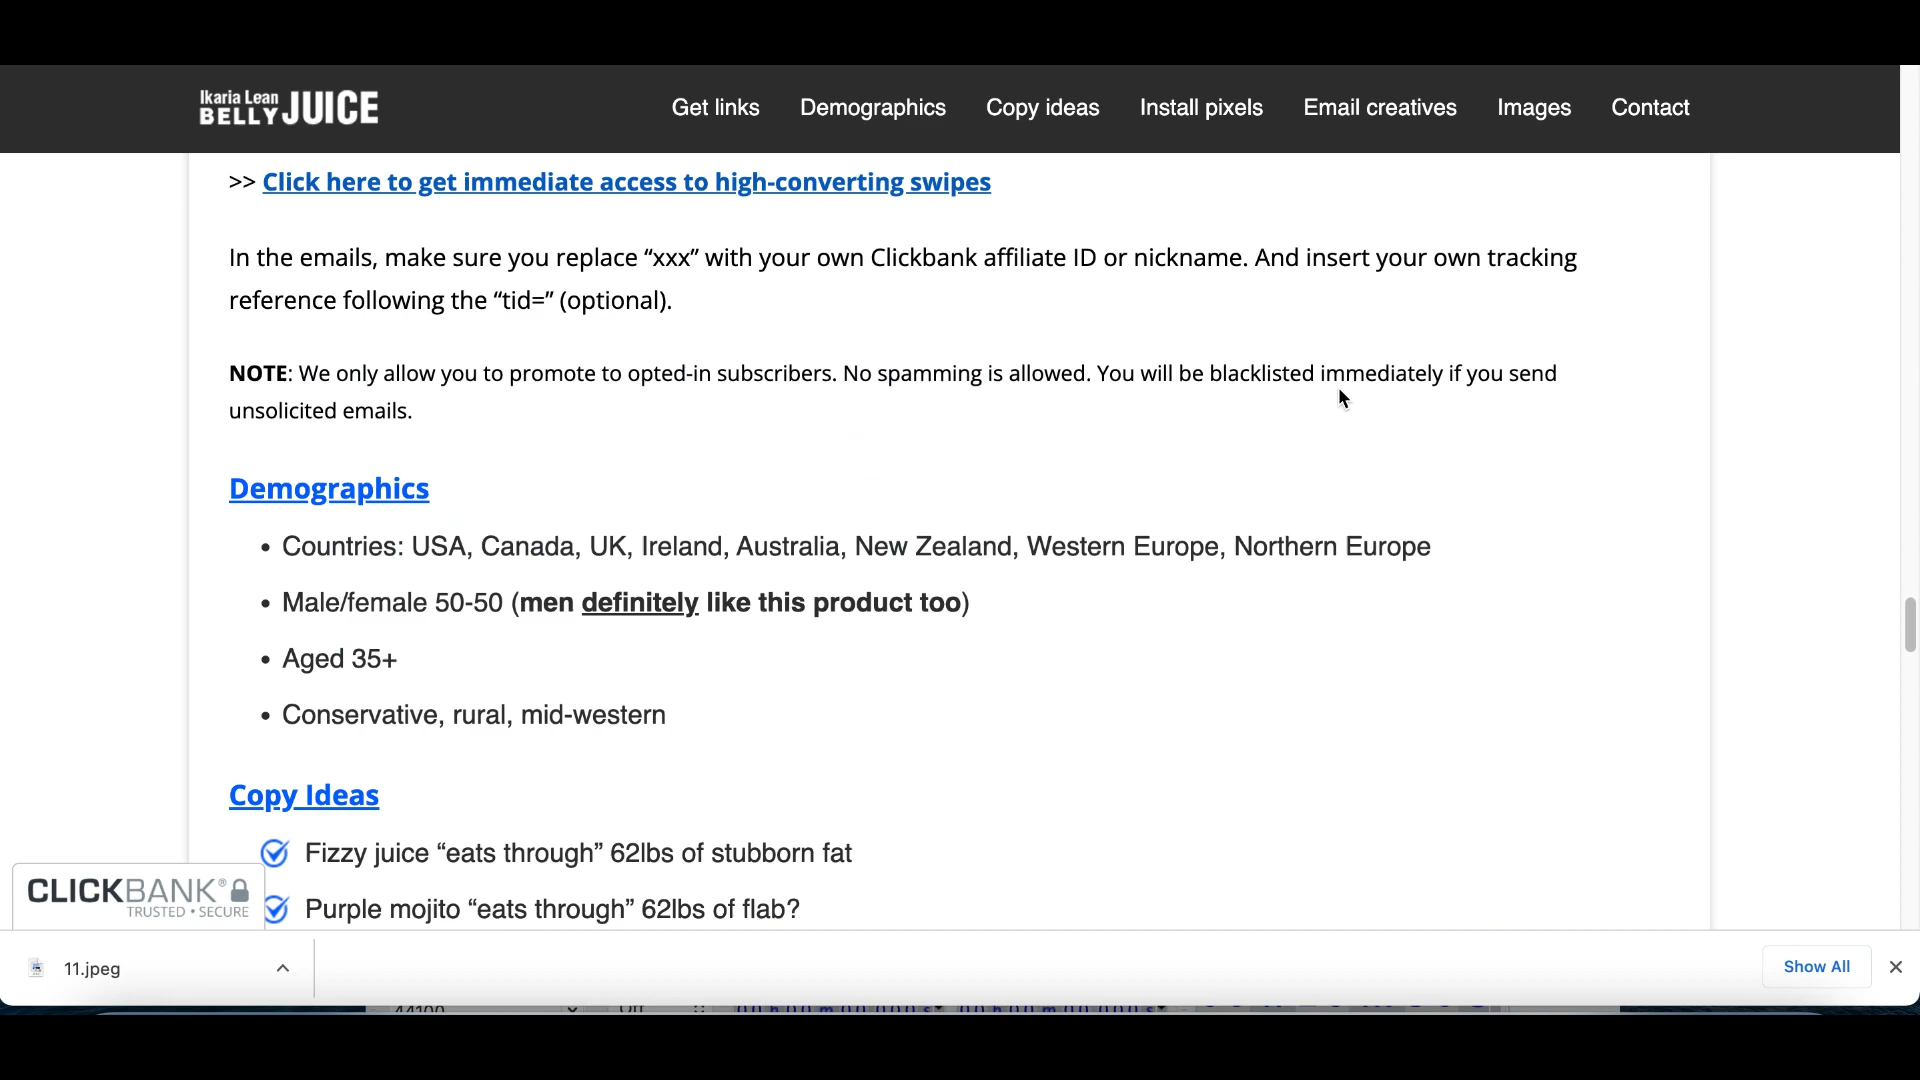 Ikaria Lean
BELLY JUICE
Get links Demographics Copy ideas Install pixels Email creatives Images Contact
>> Click here to get immediate access to high-converting swipes
In the emails, make sure you replace “xxx” with your own Clickbank affiliate ID or nickname. And insert your own tracking
reference following the “tid=” (optional).
NOTE: We only allow you to promote to opted-in subscribers. No spamming is allowed. You will be blacklisted immediately if you send
unsolicited emails.
Demographics
• Countries: USA, Canada, UK, Ireland, Australia, New Zealand, Western Europe, Northern Europe
• Male/female 50-50 (men definitely like this product too)
• Aged 35+
• Conservative, rural, mid-western
Copy Ideas
Fizzy juice “eats through” 62lbs of stubborn fat
Purple mojito “eats through” 62lbs of flab?
CLICKBANK®
TRUSTED • SECURE
11.jpeg
Show All